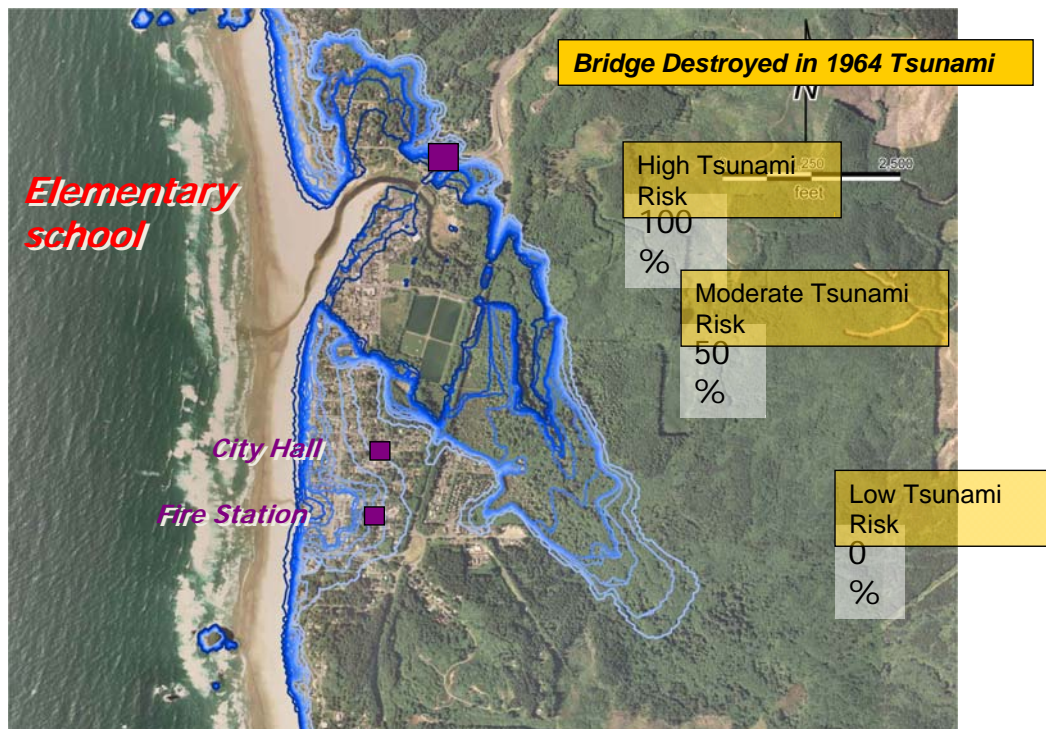 Bridge Destroyed in 1964 Tsunami
N
High Tsunami
Risk
250
2,500
feet
100
%
Elementary
school
Moderate Tsunami
Risk
50
%
City Hall
Fire Station
Low Tsunami
Risk
0
%